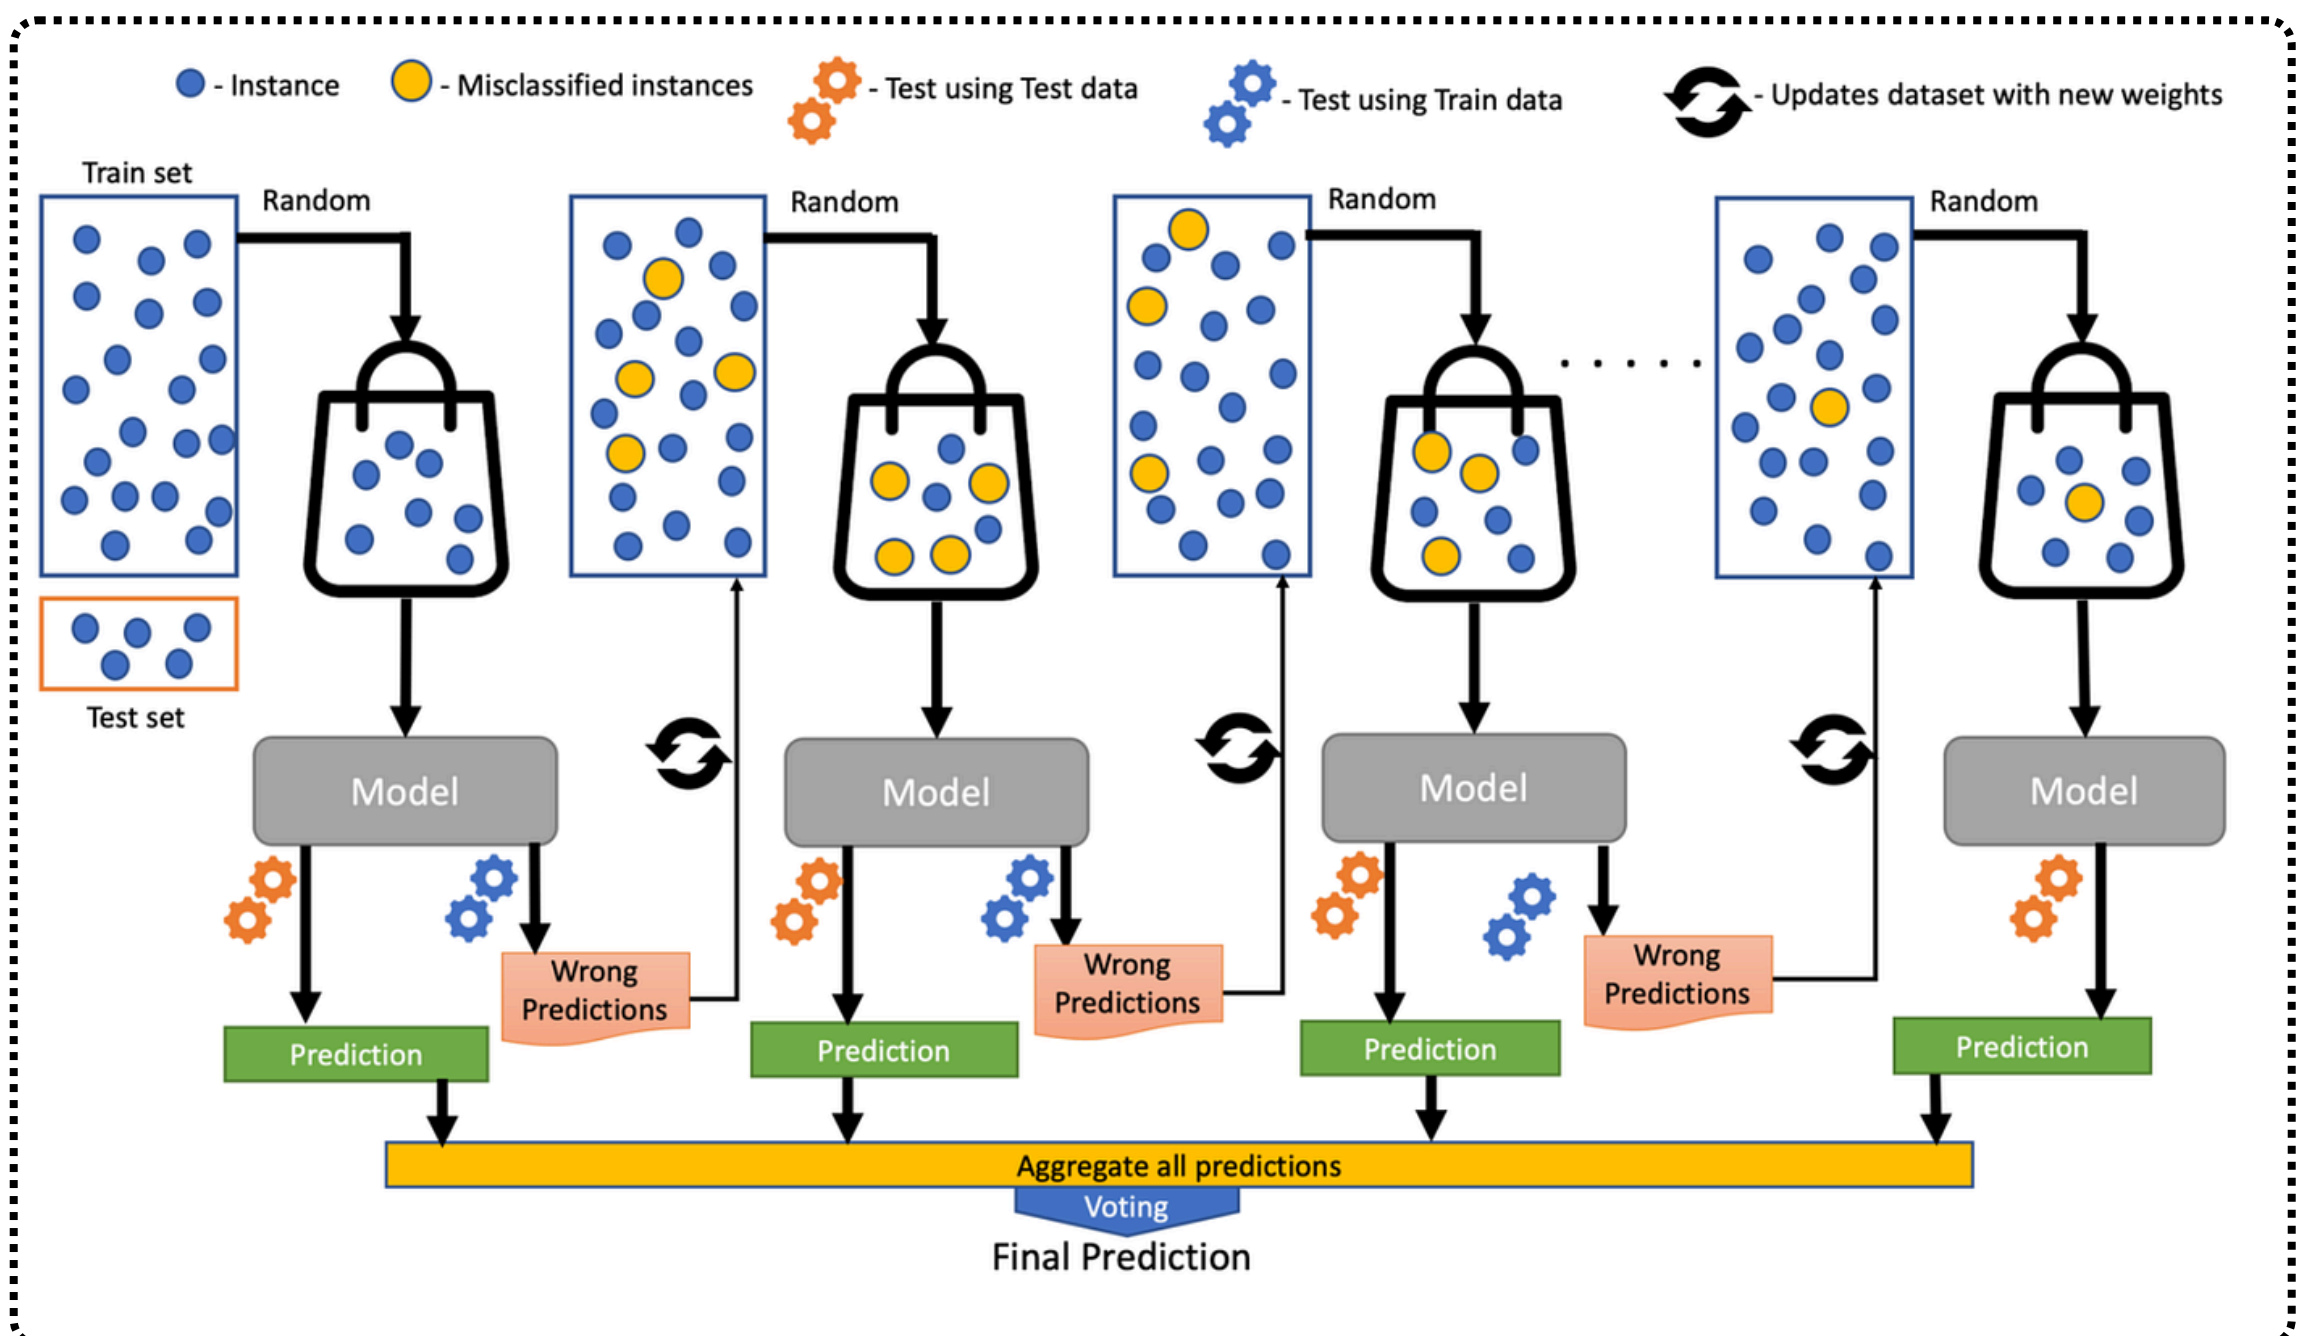 - Instance
- Misclassified instances
- Test using Test data
- Test using Train data
- Updates dataset with new weights
Train set
Random
Random
Random
Random
. . . . .
Test set
Model
Model
Model
Model
Wrong
Predictions
Wrong
Predictions
Wrong
Predictions
Prediction
Prediction
Prediction
Prediction
Aggregate all predictions
Voting
Final Prediction